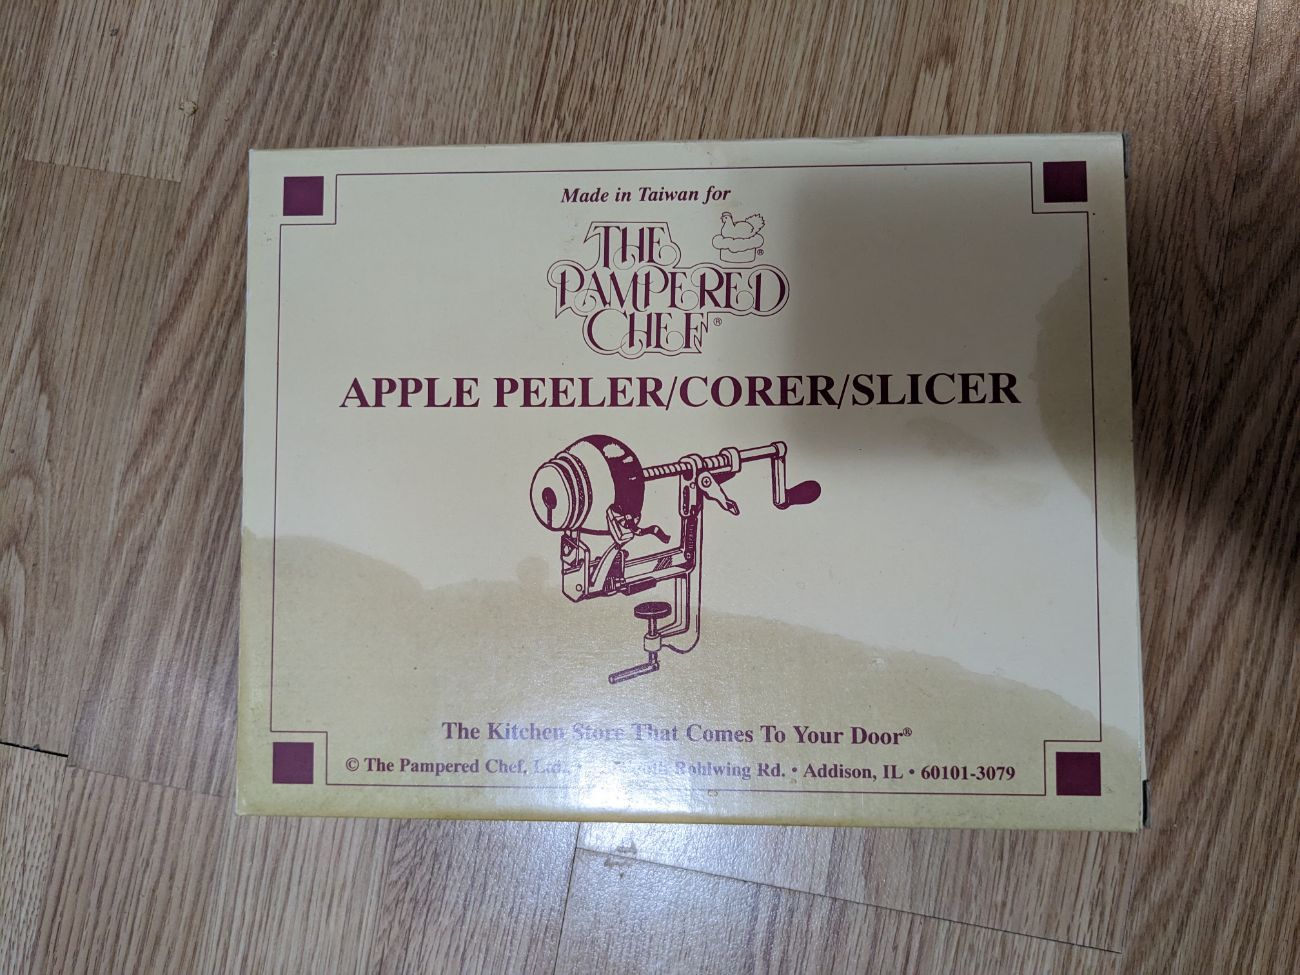 Made in Taiwan for
THE
PAMPERED
CHEF®
APPLE PEELER/CORER/SLICER
The Kitchen Store That Comes To Your Door®
© The Pampered Chef, Ltd. • Rohlwing Rd. • Addison, IL • 60101-3079